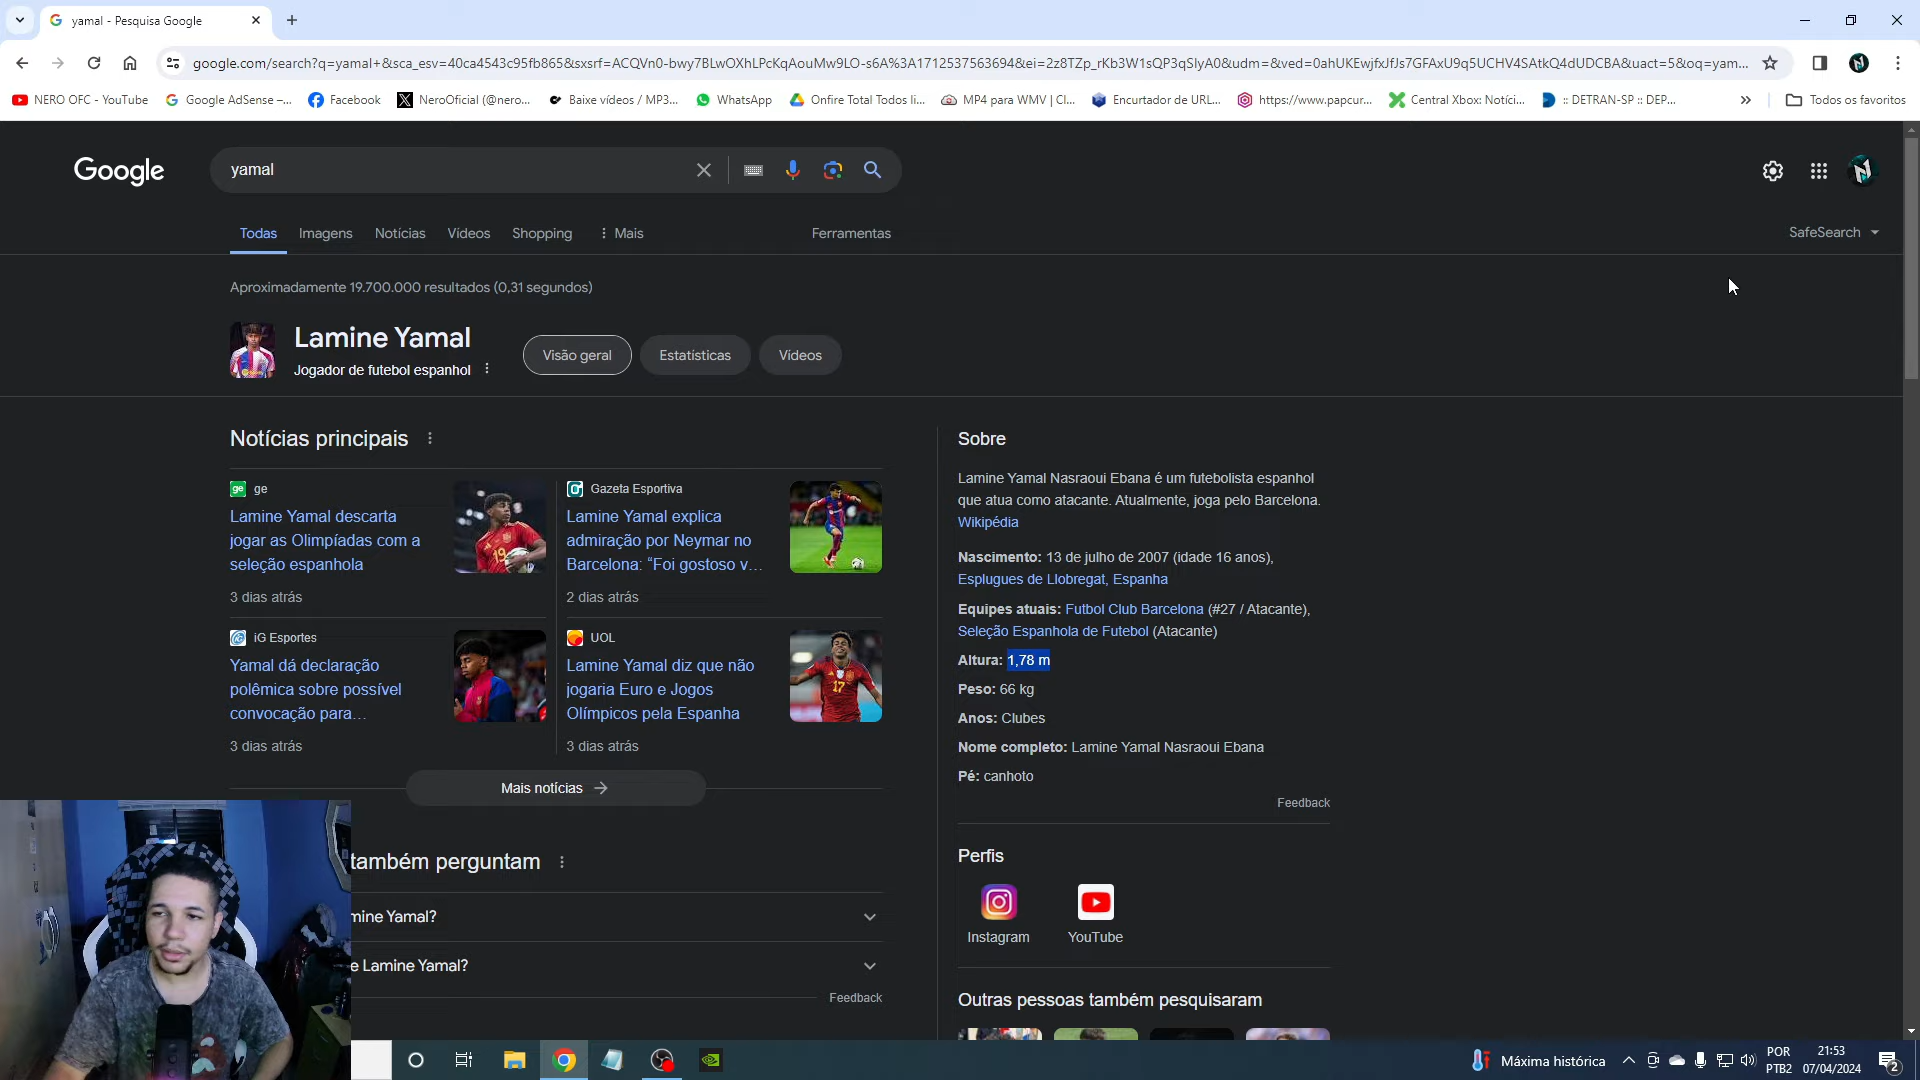 yamal - Pesquisa Google
google.com/search?q=yamal+&sca_esv=40ca4543c95fb865&sxsrf=ACQVn0-bwy7BLwOXhLPcKqAouMw9LO-s6A%3A1712537563694&ei=2z8TZp_rKb3W1sQP3qSIyA0&udm=&ved=0ahUKEwjfxJfJs7GFAxU9q5UCHV4SAtkQ4dUDCBA&uact=5&oq=yam...
NERO OFC - YouTube
Google AdSense –...
Facebook
NeroOficial (@nero...
Baixe vídeos / MP3...
WhatsApp
Onfire Total Todos li...
MP4 para WMV | Cl...
Encurtador de URL...
https://www.papcur...
Central Xbox: Notíci...
:: DETRAN-SP :: DEP...
Todos os favoritos
Google
yamal
Todas
Imagens
Notícias
Vídeos
Shopping
Mais
Ferramentas
SafeSearch
Aproximadamente 19.700.000 resultados (0,31 segundos)
Lamine Yamal
Jogador de futebol espanhol
Visão geral
Estatísticas
Videos
Notícias principais
ge
Lamine Yamal descarta
jogar as Olimpíadas com a
seleção espanhola
3 dias atrás
Gazeta Esportiva
Lamine Yamal explica
admiração por Neymar no
Barcelona: “Foi gostoso v...
2 dias atrás
iG Esportes
Yamal dá declaração
polêmica sobre possível
convocação para...
3 dias atrás
UOL
Lamine Yamal diz que não
jogaria Euro e Jogos
Olímpicos pela Espanha
3 dias atrás
Mais notícias
também perguntam
mine Yamal?
e Lamine Yamal?
Feedback
Sobre
Lamine Yamal Nasraoui Ebana é um futebolista espanhol
que atua como atacante. Atualmente, joga pelo Barcelona.
Wikipédia
Nascimento: 13 de julho de 2007 (idade 16 anos),
Esplugues de Llobregat, Espanha
Equipes atuais: Futbol Club Barcelona (#27 / Atacante),
Seleção Espanhola de Futebol (Atacante)
Altura: 1,78 m
Peso: 66 kg
Anos: Clubes
Nome completo: Lamine Yamal Nasraoui Ebana
Pé: canhoto
Feedback
Perfis
Instagram
YouTube
Outras pessoas também pesquisaram
Máxima histórica
POR
PTB2
21:53
07/04/2024
2